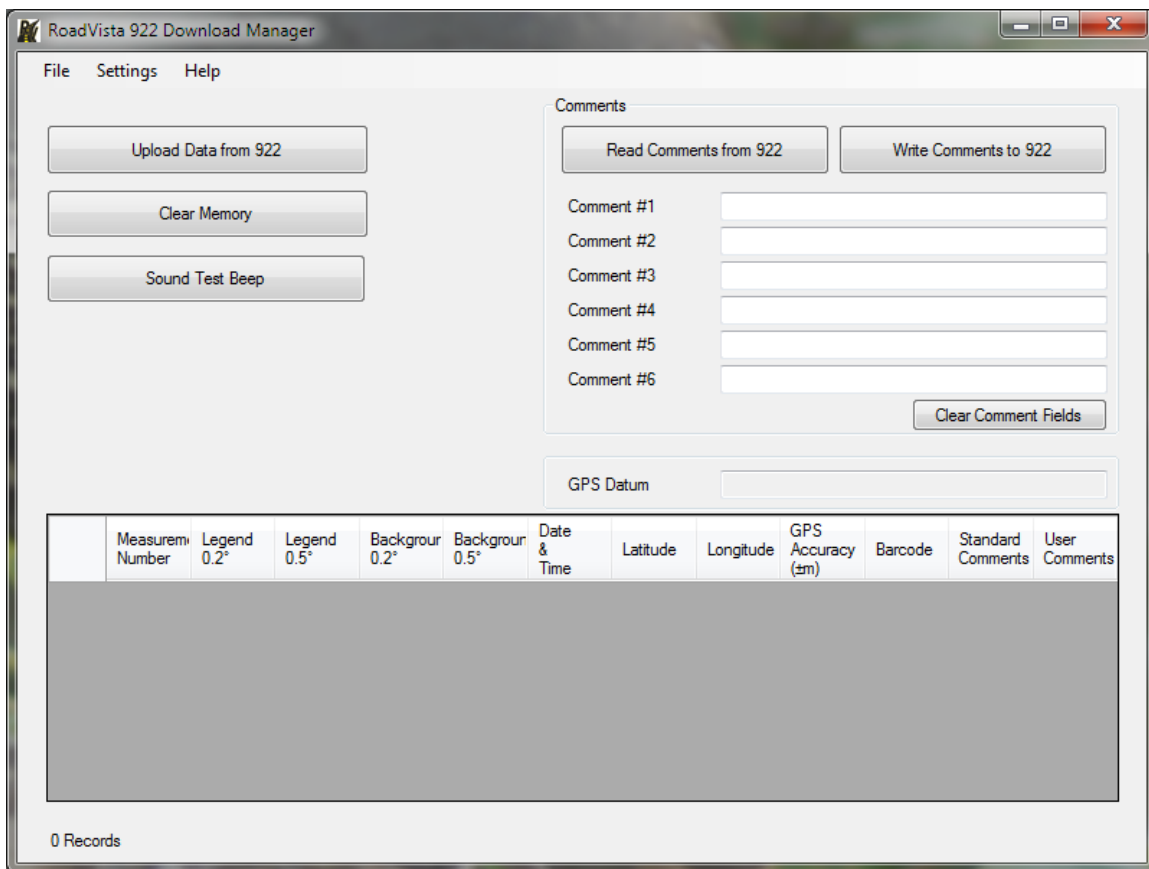 RoadVista 922 Download Manager
File Settings Help
Upload Data from 922
Clear Memory
Sound Test Beep
Comments
Read Comments from 922
Write Comments to 922
Comment #1
Comment #2
Comment #3
Comment #4
Comment #5
Comment #6
Clear Comment Fields
GPS Datum
Measurem
Number
Legend
0.2°
Legend
0.5°
Backgrour
0.2°
Backgrour
0.5°
Date
&
Time
Latitude
Longitude
GPS
Accuracy
(±m)
Barcode
Standard
Comments
User
Comments
0 Records